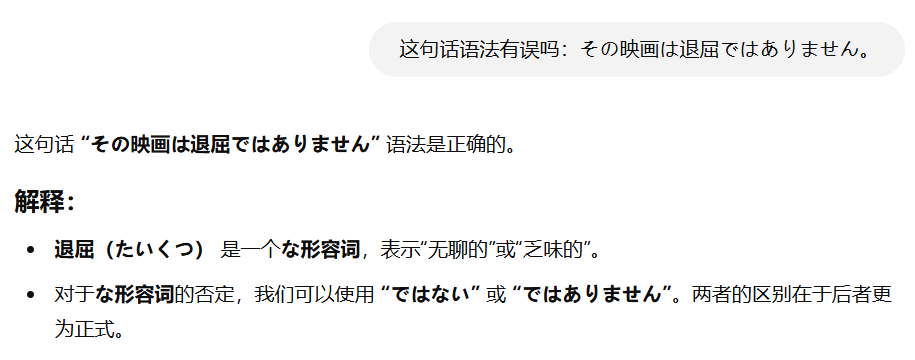 这句话语法有误吗：その映画は退屈ではありません。
这句话 “その映画は退屈ではありません” 语法是正确的。
解释：
• 退屈（たいくつ） 是一个な形容词，表示“无聊的”或“乏味的”。
• 对于な形容词的否定，我们可以使用 “ではない” 或 “ではありません”。两者的区别在于后者更
为正式。